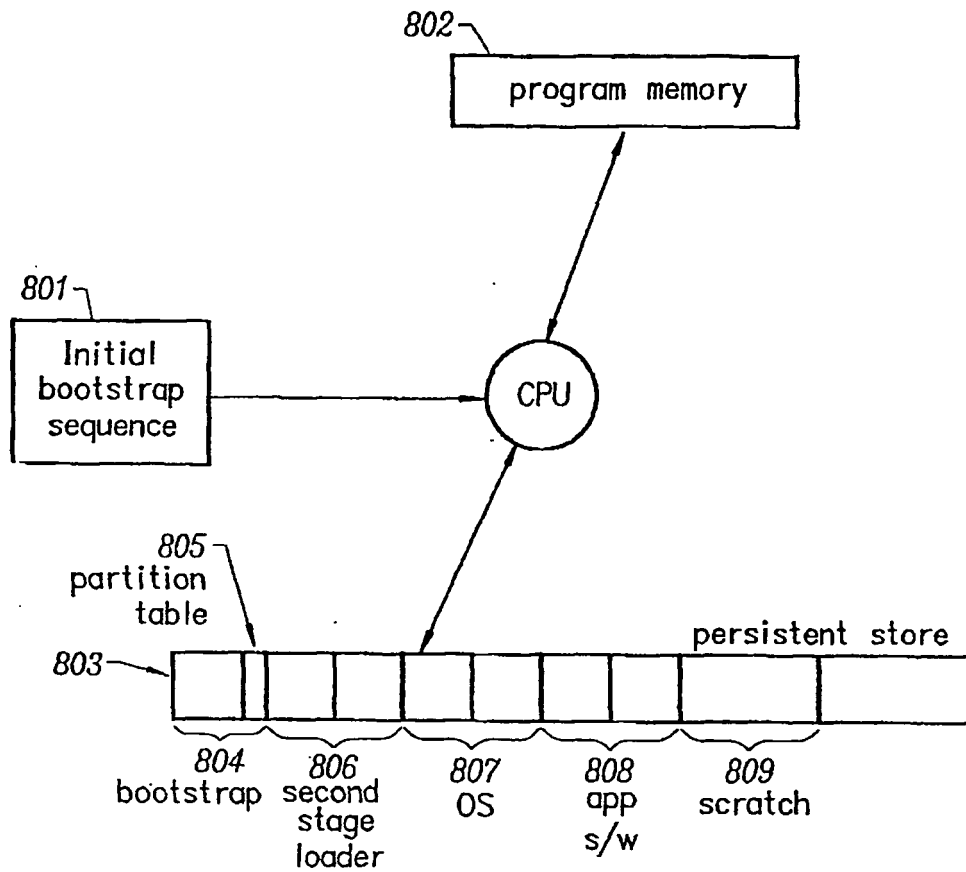 802
program memory
801
Initial
bootstrap
sequence
CPU
805
partition
table
persistent store
803
804
bootstrap
806
second
stage
loader
807
OS
808
app
s/w
809
scratch